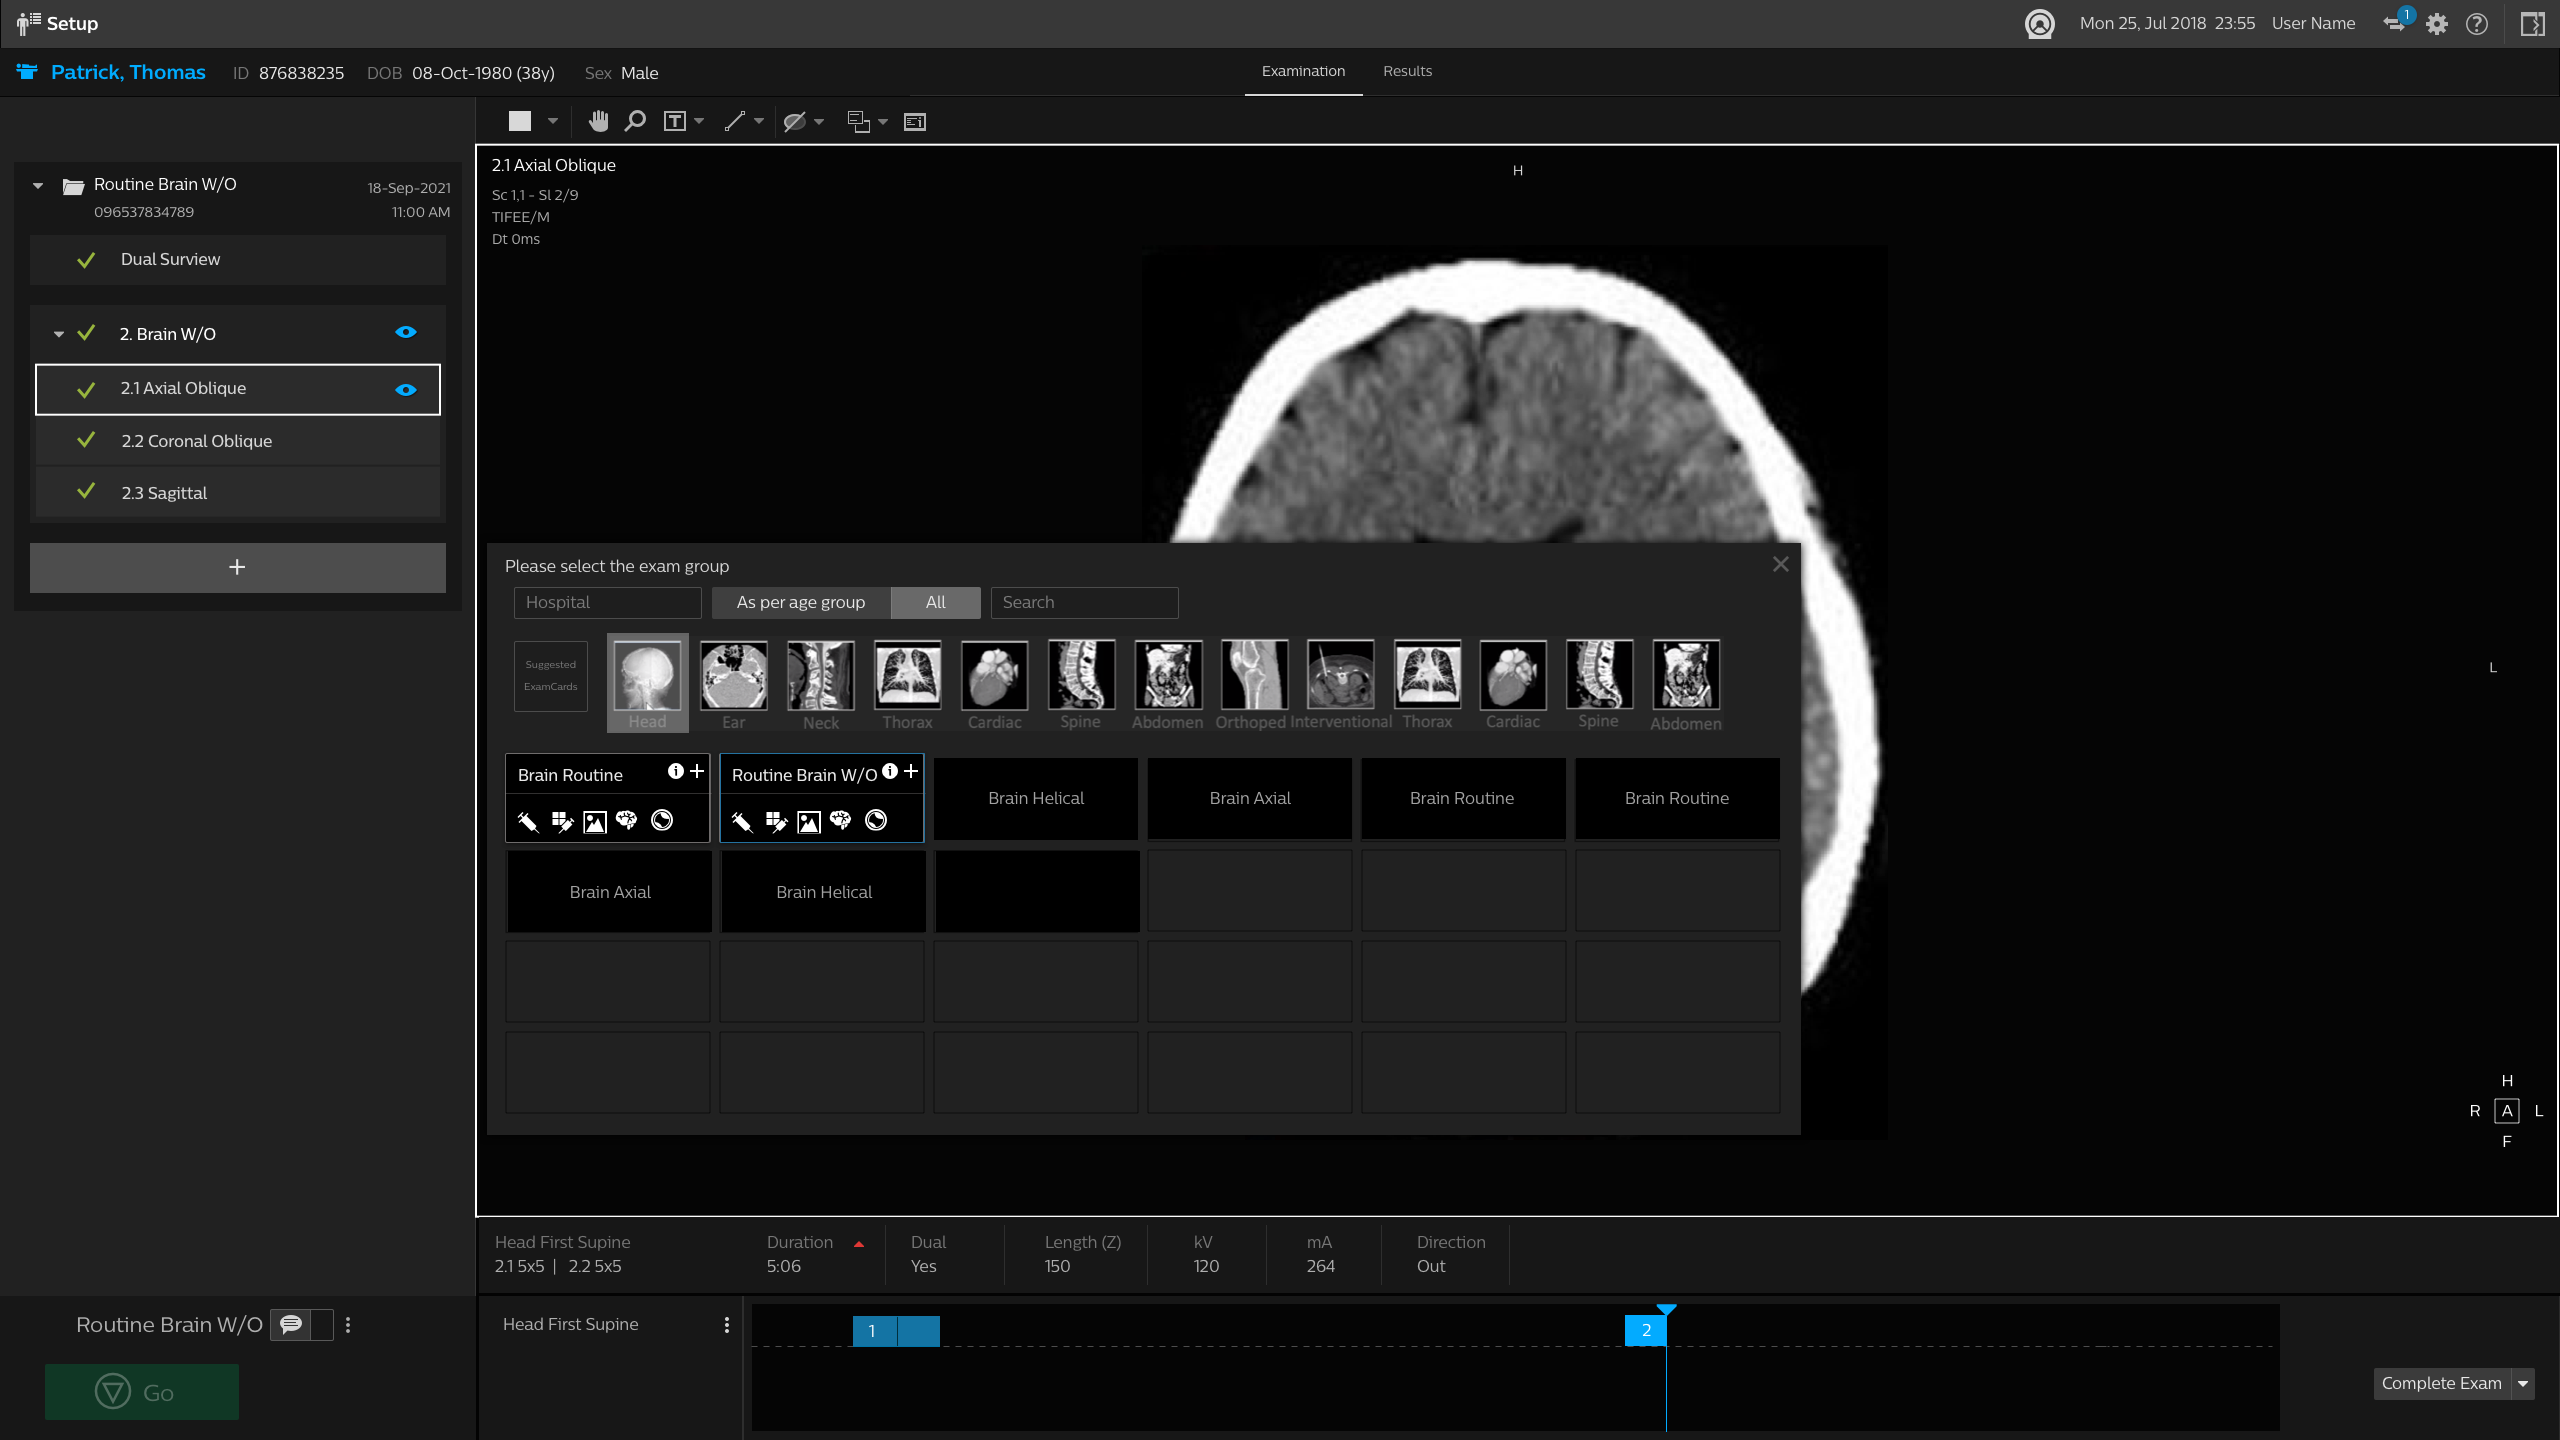 Setup
Mon 25, Jul 2018 23:55 User Name 1
Patrick, Thomas ID 876838235 DOB 08-Oct-1980 (38y) Sex Male
Examination Results
T
Routine Brain W/O 18-Sep-2021
096537834789 11:00 AM
Dual Surview
2. Brain W/O
2.1 Axial Oblique
2.2 Coronal Oblique
2.3 Sagittal
+
2.1 Axial Oblique
Sc 1,1 - Sl 2/9
TIFEE/M
Dt 0ms
H
L
Please select the exam group
Hospital As per age group All Search
Suggested
ExamCards
Head Ear Neck Thorax Cardiac Spine Abdomen Orthoped Interventional Thorax Cardiac Spine Abdomen
Brain Routine Routine Brain W/O Brain Helical Brain Axial Brain Routine Brain Routine
Brain Axial Brain Helical
H
R A L
F
Head First Supine Duration Dual Length (Z) kV mA Direction
2.1 5x5 | 2.2 5x5 5:06 Yes 150 120 264 Out
Routine Brain W/O
Go
Head First Supine
1 2
Complete Exam